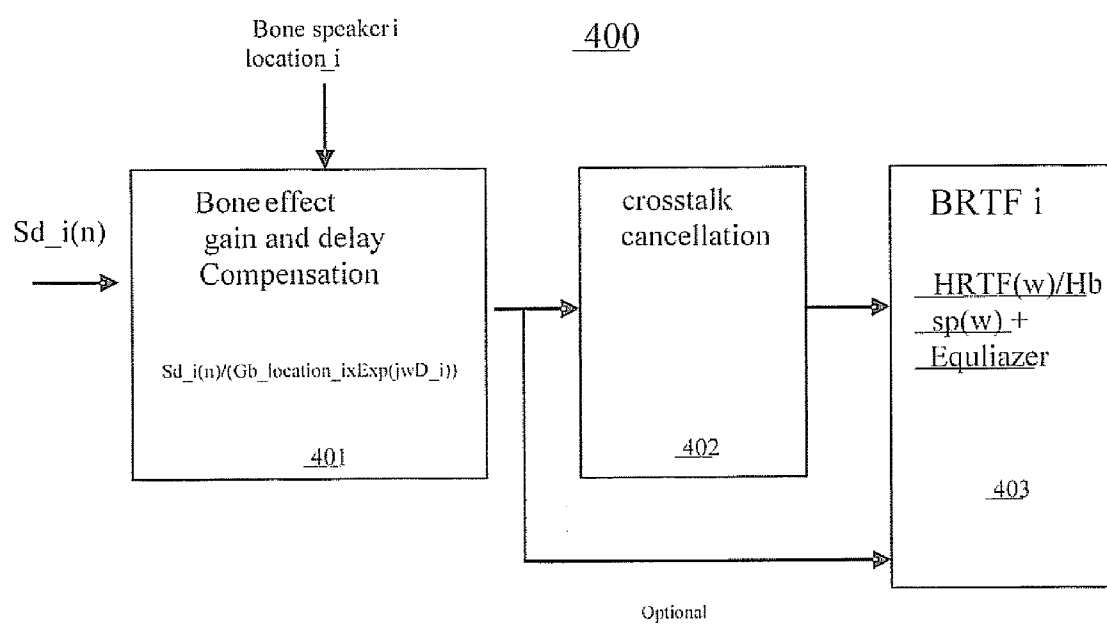 Bone speaker i
location_i
400
Sd_i(n)
Bone effect
gain and delay
Compensation
Sd_i(n)/(Gb_location_ixExp(jwD_i))
401
crosstalk
cancellation
402
BRTF i
HRTF(w)/Hb
sp(w) +
Equliazer
403
Optional